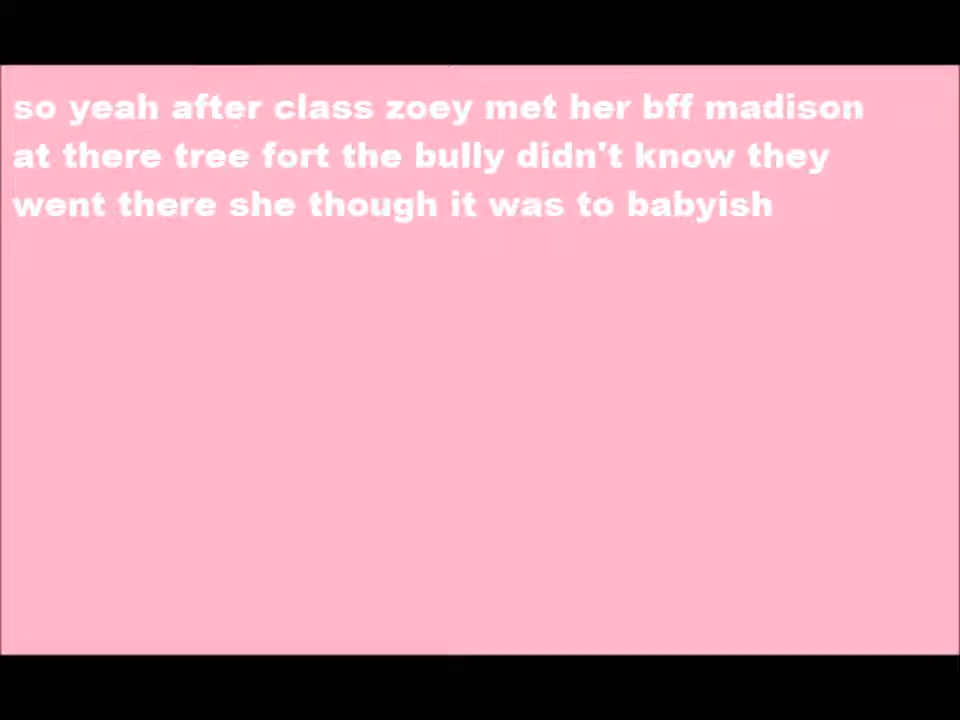 so yeah after class zoey met her bff madison
at there tree fort the bully didn't know they
went there she though it was to babyish